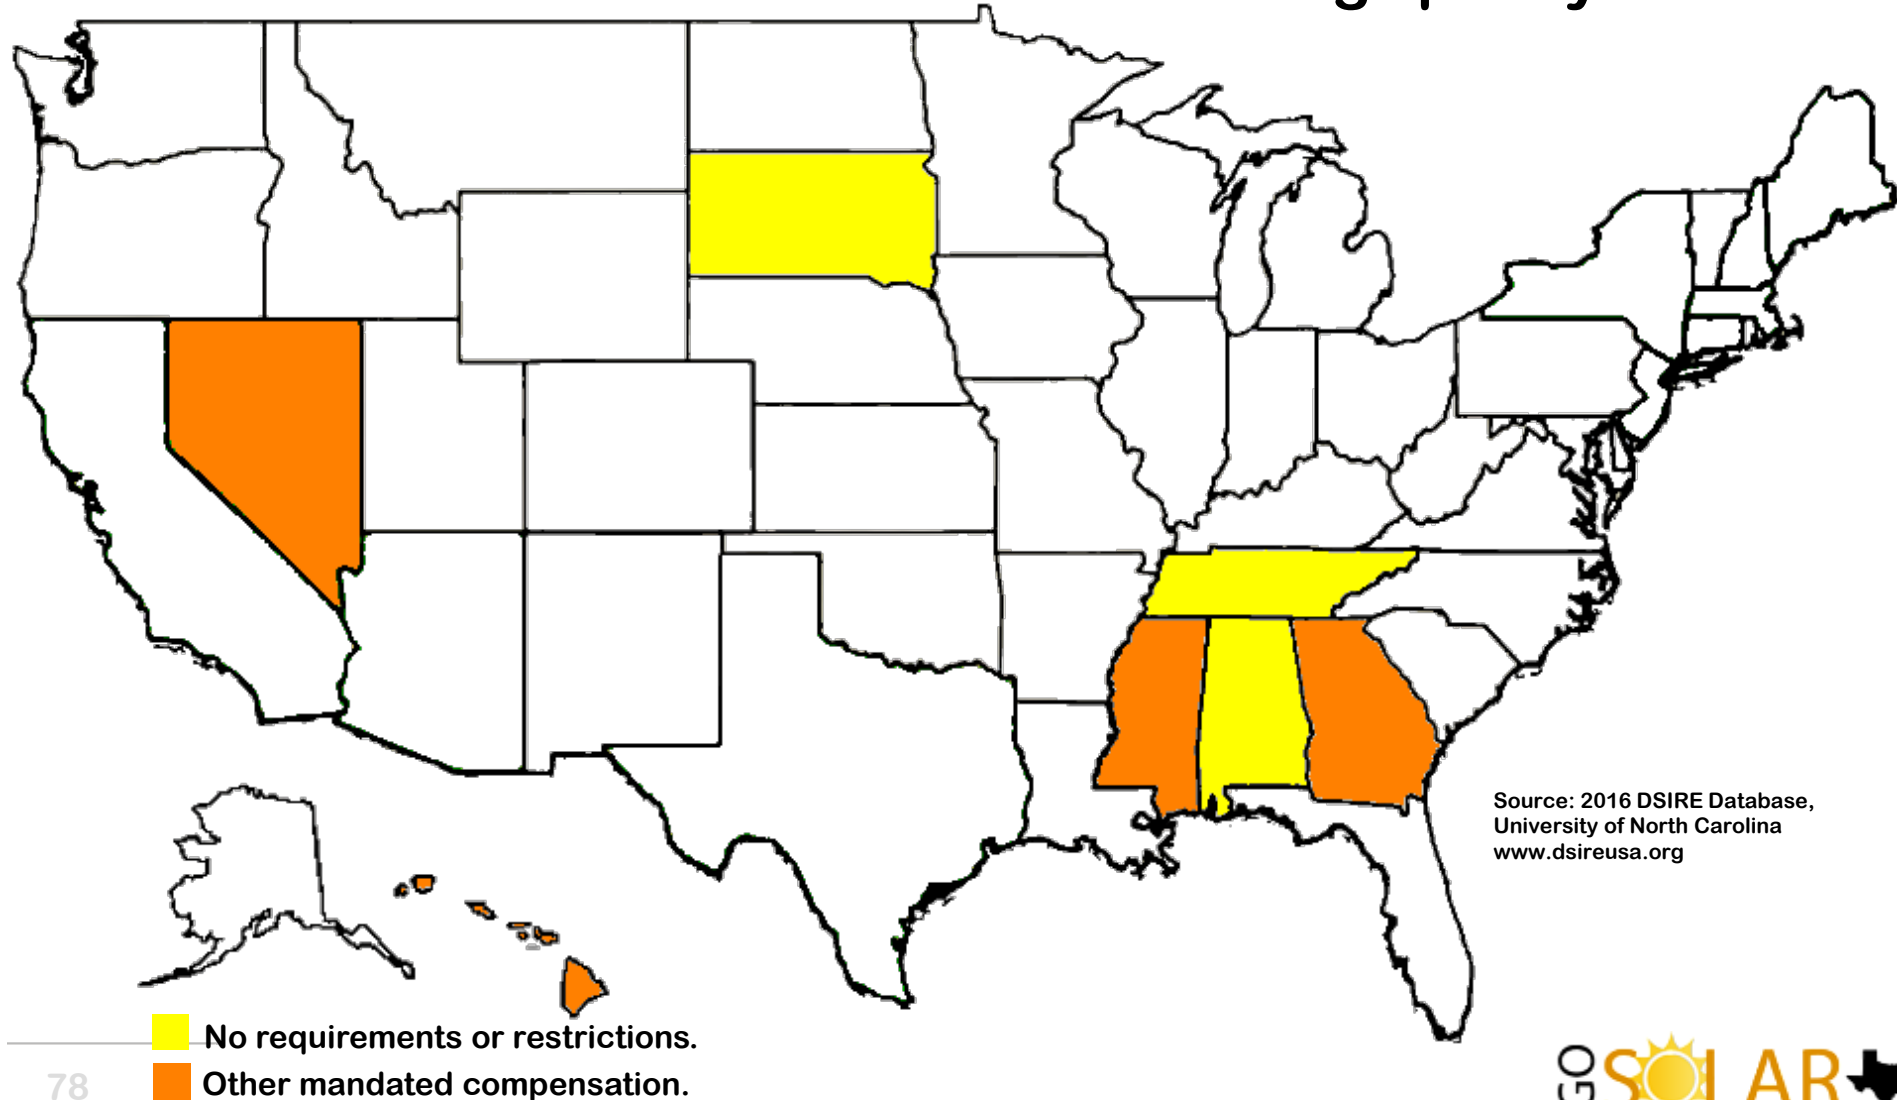 Source: 2016 DSIRE Database,
University of North Carolina
www.dsireusa.org
No requirements or restrictions.
Other mandated compensation.
78
GO SOLAR